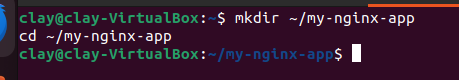 clay@clay-VirtualBox:~$ mkdir ~/my-nginx-app
cd ~/my-nginx-app
clay@clay-VirtualBox:~/my-nginx-app$